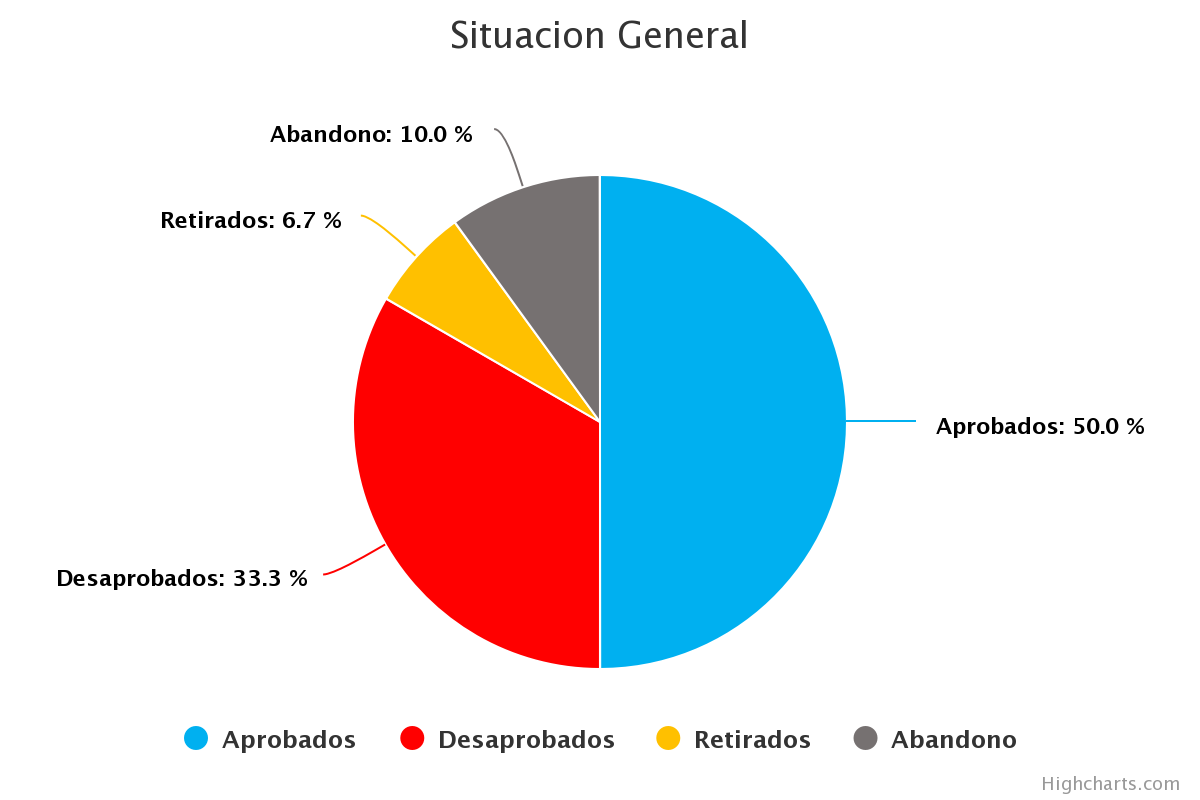 Situacion General
Abandono: 10.0 %
Retirados: 6.7 %
Aprobados: 50.0 %
Desaprobados: 33.3 %
Aprobados Desaprobados Retirados Abandono
Highcharts.com